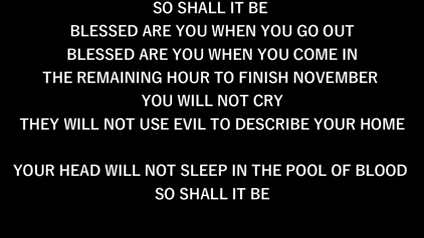 SO SHALL IT BE
BLESSED ARE YOU WHEN YOU GO OUT
BLESSED ARE YOU WHEN YOU COME IN
THE REMAINING HOUR TO FINISH NOVEMBER
YOU WILL NOT CRY
THEY WILL NOT USE EVIL TO DESCRIBE YOUR HOME
YOUR HEAD WILL NOT SLEEP IN THE POOL OF BLOOD
SO SHALL IT BE